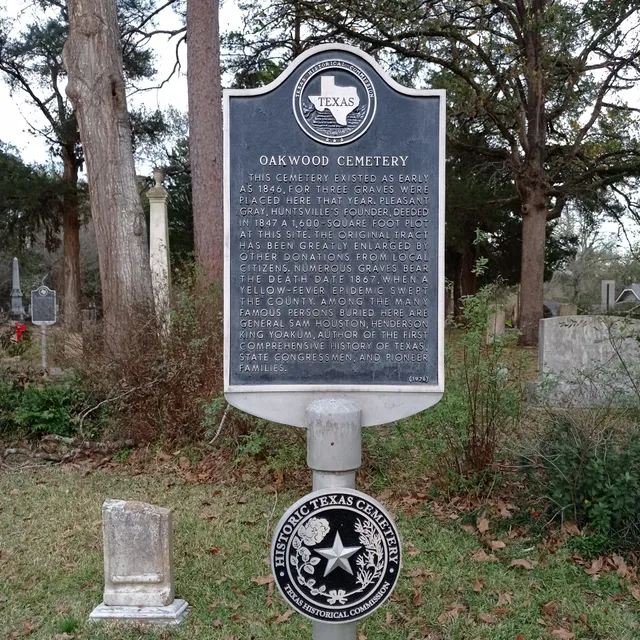 TEXAS HISTORICAL COMMISSION
TEXAS
OAKWOOD CEMETERY
THIS CEMETERY EXISTED AS EARLY
AS 1846, FOR THREE GRAVES WERE
PLACED HERE THAT YEAR. PLEASANT
GRAY, HUNTSVILLE'S FOUNDER, DEEDED
IN 1847 A 1,600-SQUARE FOOT PLOT
AT THIS SITE. THE ORIGINAL TRACT
HAS BEEN GREATLY ENLARGED BY
OTHER DONATIONS FROM LOCAL
CITIZENS. NUMEROUS GRAVES BEAR
THE DEATH DATE 1867, WHEN A
YELLOW-FEVER EPIDEMIC SWEPT
THE COUNTY. AMONG THE MANY
FAMOUS PERSONS BURIED HERE ARE
GENERAL SAM HOUSTON, HENDERSON
KING YOAKUM, AUTHOR OF THE FIRST
COMPREHENSIVE HISTORY OF TEXAS,
STATE CONGRESSMEN, AND PIONEER
FAMILIES.
(1976)
HISTORIC TEXAS CEMETERY
TEXAS HISTORICAL COMMISSION